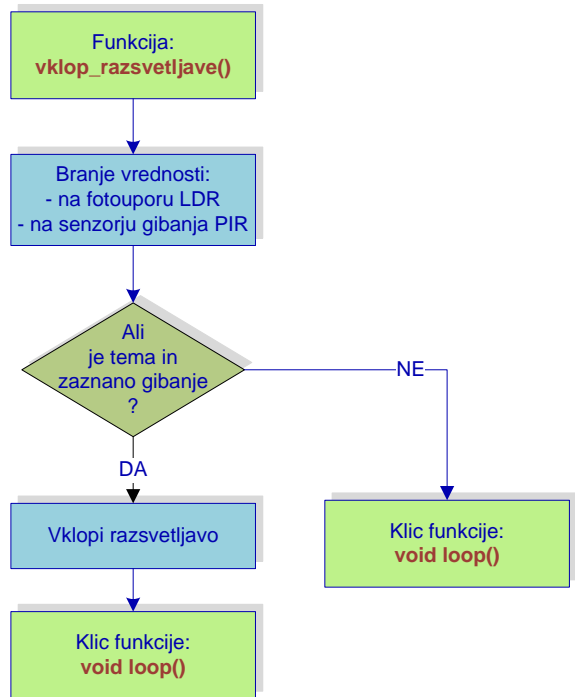 Funkcija:
vklop_razsvetljave()
Branje vrednosti:
- na fotouporu LDR
- na senzorju gibanja PIR
Ali
je tema in
zaznano gibanje
?
NE
DA
Vklopi razsvetljavo
Klic funkcije:
void loop()
Klic funkcije:
void loop()